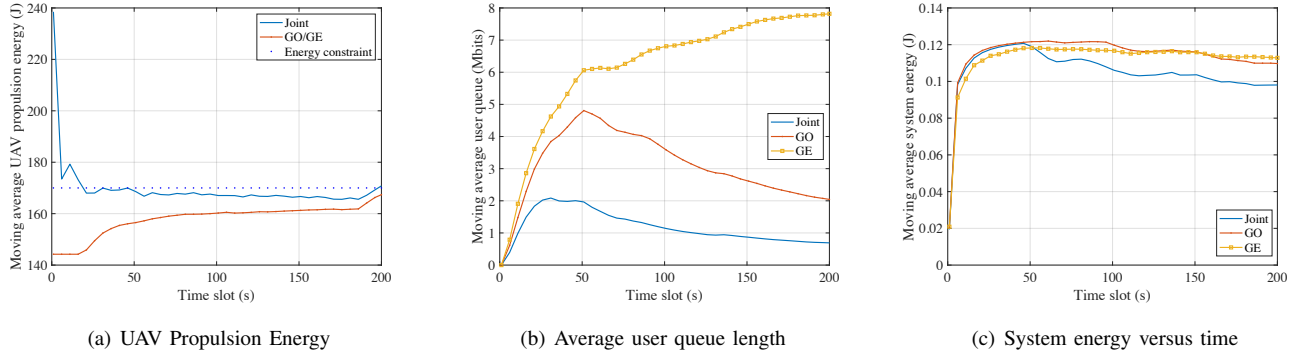 240
220
200
180
160
140
0
50
100
150
200
Moving average UAV propulsion energy (J)
Time slot (s)
Joint
GO/GE
Energy constraint
(a) UAV Propulsion Energy
8
7
6
5
4
3
2
1
0
0
50
100
150
200
Moving average user queue (Mbits)
Time slot (s)
Joint
GO
GE
(b) Average user queue length
0.14
0.12
0.1
0.08
0.06
0.04
0.02
0
0
50
100
150
200
Moving average system energy (J)
Time slot (s)
Joint
GO
GE
(c) System energy versus time